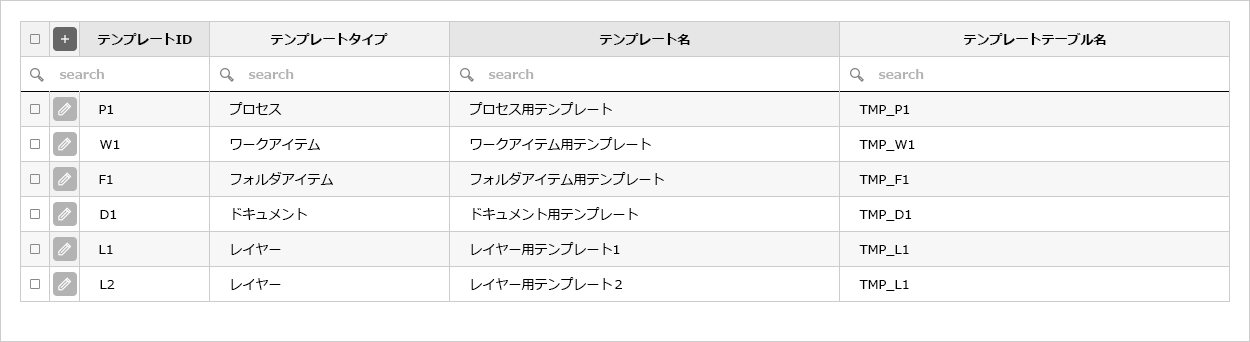 テンプレートID テンプレートタイプ テンプレート名 テンプレートテーブル名
search search search search
P1 プロセス プロセス用テンプレート TMP_P1
W1 ワークアイテム ワークアイテム用テンプレート TMP_W1
F1 フォルダアイテム フォルダアイテム用テンプレート TMP_F1
D1 ドキュメント ドキュメント用テンプレート TMP_D1
L1 レイヤー レイヤー用テンプレート1 TMP_L1
L2 レイヤー レイヤー用テンプレート２ TMP_L1